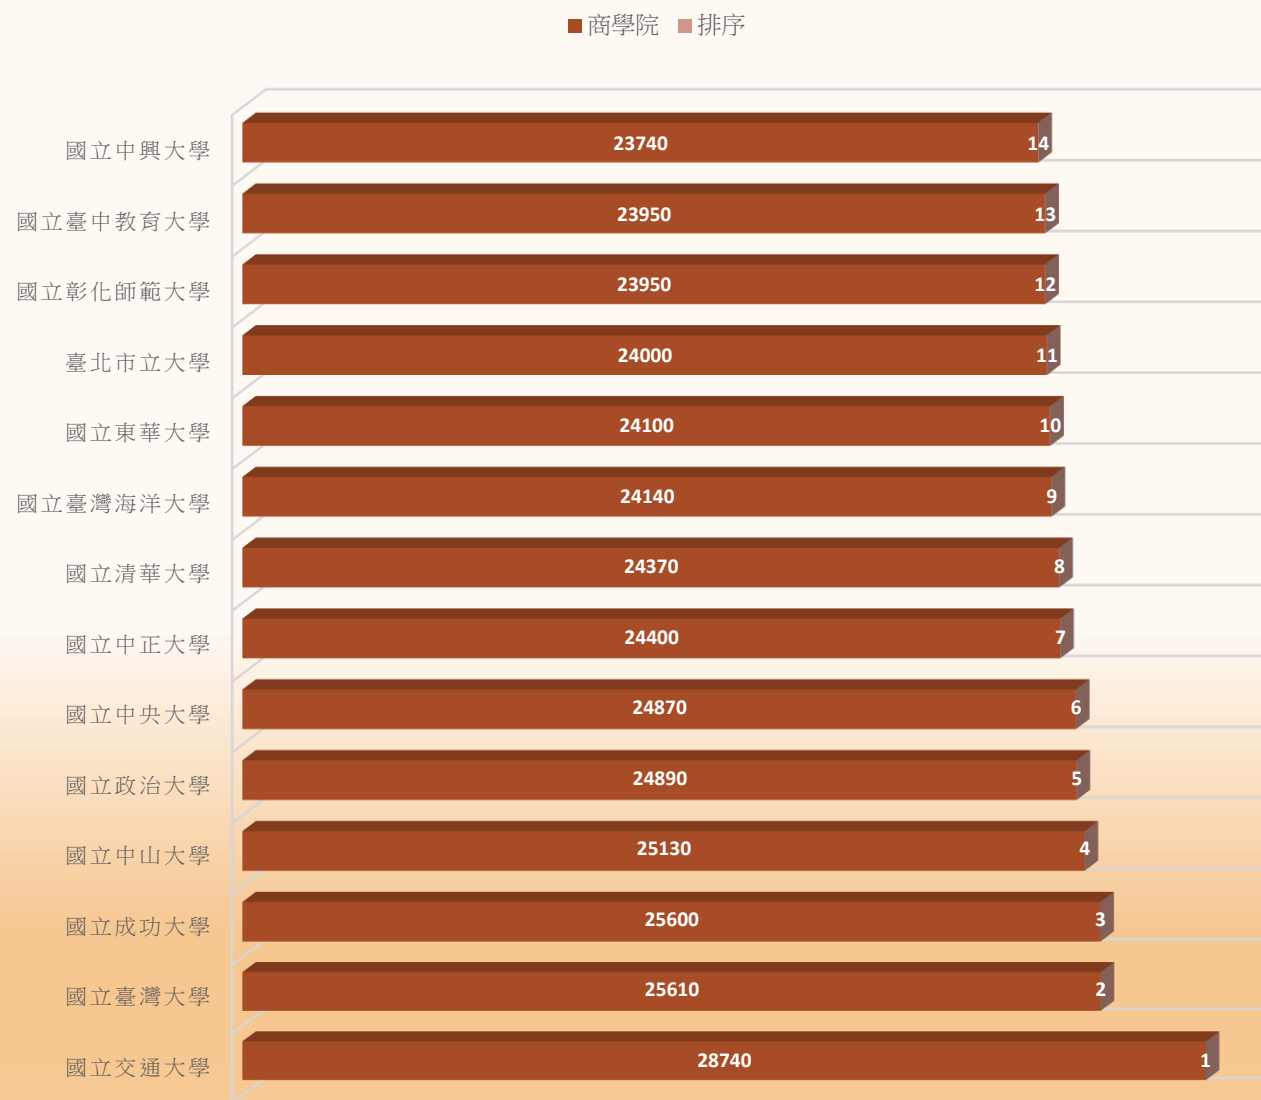 商學院 排序
國立中興大學 23740 14
國立臺中教育大學 23950 13
國立彰化師範大學 23950 12
臺北市立大學 24000 11
國立東華大學 24100 10
國立臺灣海洋大學 24140 9
國立清華大學 24370 8
國立中正大學 24400 7
國立中央大學 24870 6
國立政治大學 24890 5
國立中山大學 25130 4
國立成功大學 25600 3
國立臺灣大學 25610 2
國立交通大學 28740 1